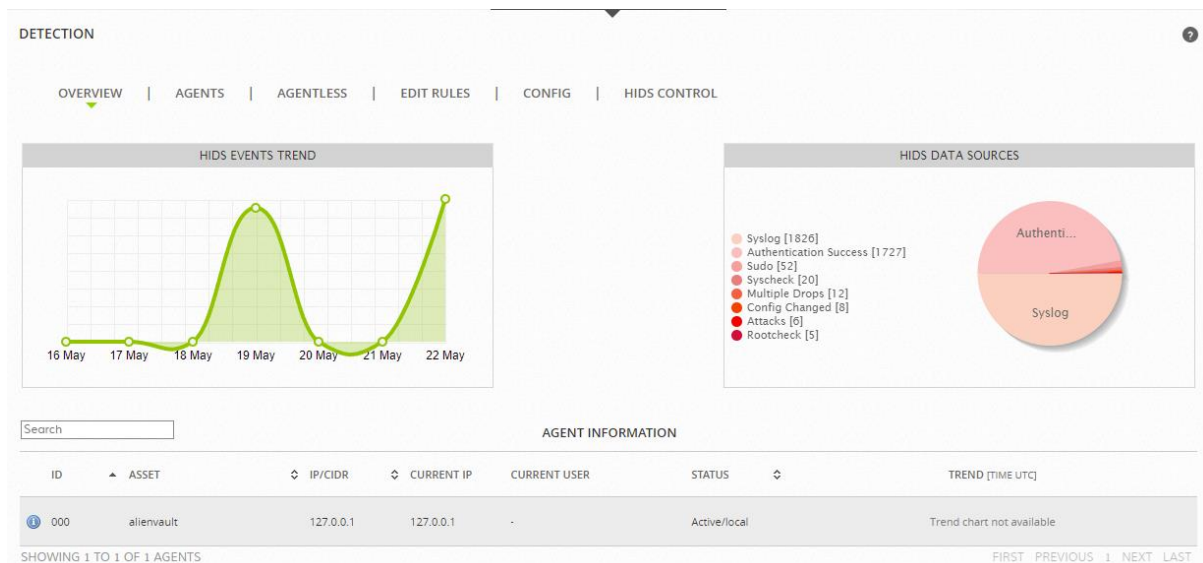 DETECTION
?
OVERVIEW | AGENTS | AGENTLESS | EDIT RULES | CONFIG | HIDS CONTROL
HIDS EVENTS TREND
16 May 17 May 18 May 19 May 20 May 21 May 22 May
HIDS DATA SOURCES
Syslog [1826]
Authentication Success [1727]
Sudo [52]
Syscheck [20]
Multiple Drops [12]
Config Changed [8]
Attacks [6]
Rootcheck [5]
Authenti...
Syslog
Search
AGENT INFORMATION
ID ASSET IP/CIDR CURRENT IP CURRENT USER STATUS TREND [TIME UTC]
000 alienvault 127.0.0.1 127.0.0.1 - Active/local Trend chart not available
SHOWING 1 TO 1 OF 1 AGENTS
FIRST PREVIOUS 1 NEXT LAST